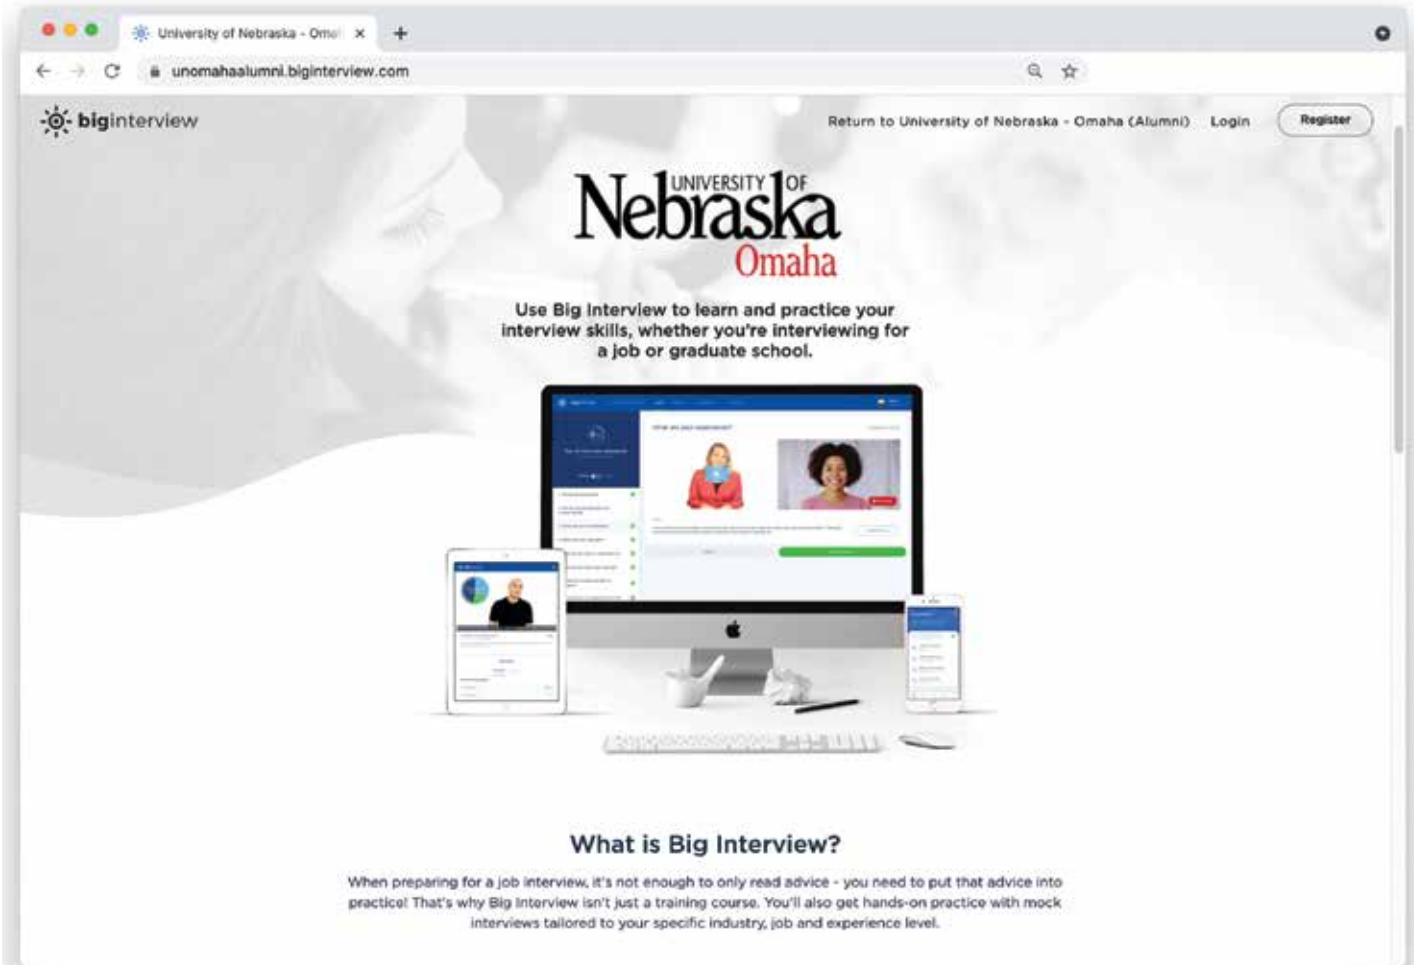 University of Nebraska - Omal
unomahaalumni.biginterview.com
biginterview
Return to University of Nebraska - Omaha (Alumni) Login Register
UNIVERSITY OF
Nebraska
Omaha
Use Big Interview to learn and practice your
interview skills, whether you're interviewing for
a job or graduate school.
What is Big Interview?
When preparing for a job interview, it's not enough to only read advice - you need to put that advice into
practice! That's why Big Interview isn't just a training course. You'll also get hands-on practice with mock
interviews tailored to your specific industry, job and experience level.